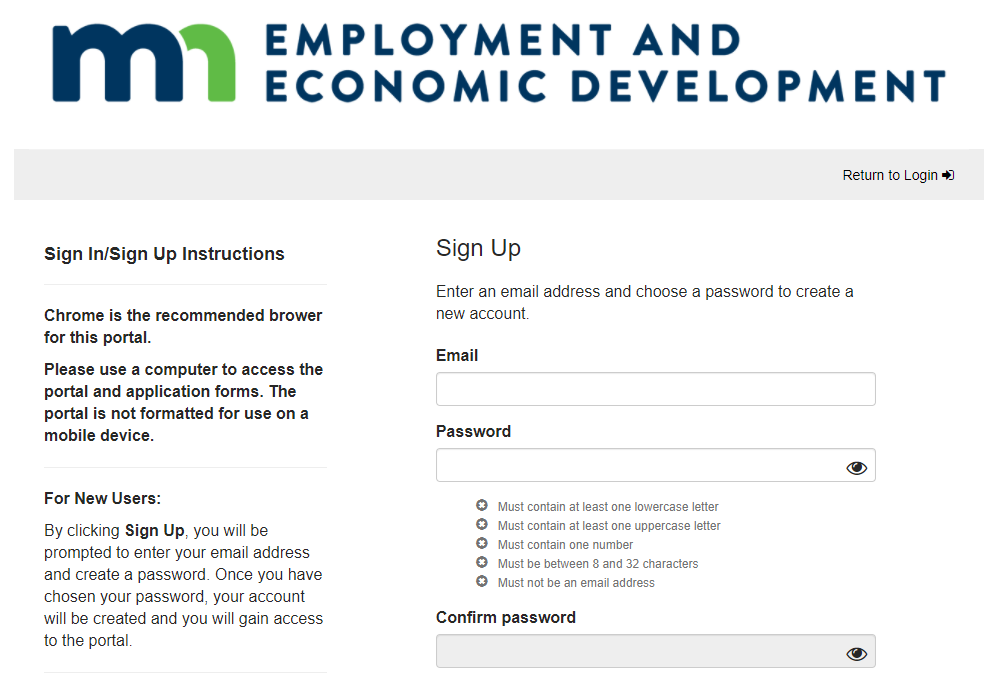 mn
EMPLOYMENT AND
ECONOMIC DEVELOPMENT
Return to Login
Sign In/Sign Up Instructions
Chrome is the recommended brower
for this portal.
Please use a computer to access the
portal and application forms. The
portal is not formatted for use on a
mobile device.
For New Users:
By clicking Sign Up, you will be
prompted to enter your email address
and create a password. Once you have
chosen your password, your account
will be created and you will gain access
to the portal.
Sign Up
Enter an email address and choose a password to create a
new account.
Email
Password
Must contain at least one lowercase letter
Must contain at least one uppercase letter
Must contain one number
Must be between 8 and 32 characters
Must not be an email address
Confirm password